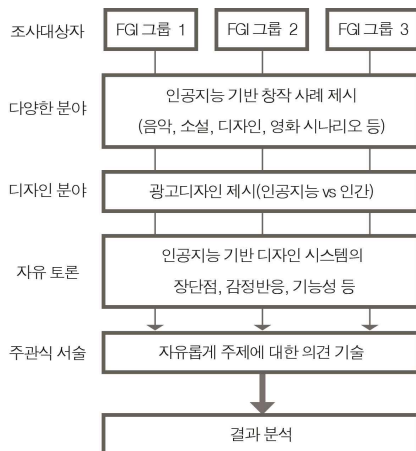 조사대상자 FGI 그룹 1 FGI 그룹 2 FGI 그룹 3
다양한 분야
인공지능 기반 창작 사례 제시
(음악, 소설, 디자인, 영화 시나리오 등)
디자인 분야 광고디자인 제시(인공지능 vs 인간)
자유 토론
인공지능 기반 디자인 시스템의
장단점, 감정반응, 기능성 등
주관식 서술 자유롭게 주제에 대한 의견 기술
결과 분석